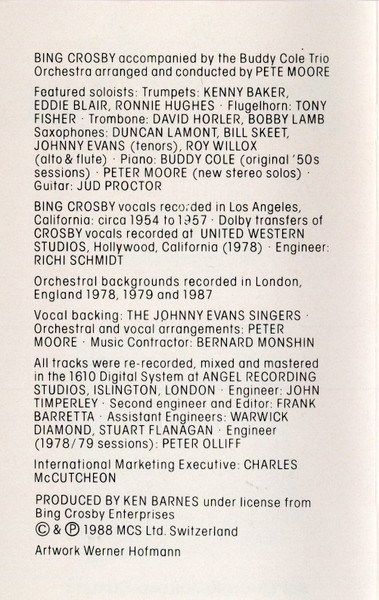 BING CROSBY accompanied by the Buddy Cole Trio
Orchestra arranged and conducted by PETE MOORE
Featured soloists: Trumpets: KENNY BAKER,
EDDIE BLAIR, RONNIE HUGHES · Flugelhorn: TONY
FISHER · Trombone: DAVID HORLER, BOBBY LAMB
Saxophones: DUNCAN LAMONT, BILL SKEET,
JOHNNY EVANS (tenors), ROY WILLOX
(alto & flute) · Piano: BUDDY COLE (original '50s
sessions) · PETER MOORE (new stereo solos) ·
Guitar: JUD PROCTOR
BING CROSBY vocals recorded in Los Angeles,
California: circa 1954 to 1957 · Dolby transfers of
CROSBY vocals recorded at UNITED WESTERN
STUDIOS, Hollywood, California (1978) · Engineer:
RICHI SCHMIDT
Orchestral backgrounds recorded in London,
England 1978, 1979 and 1987
Vocal backing: THE JOHNNY EVANS SINGERS ·
Orchestral and vocal arrangements: PETER
MOORE · Music Contractor: BERNARD MONSHIN
All tracks were re-recorded, mixed and mastered
in the 1610 Digital System at ANGEL RECORDING
STUDIOS, ISLINGTON, LONDON · Engineer: JOHN
TIMPERLEY · Second engineer and Editor: FRANK
BARRETTA · Assistant Engineers: WARWICK
DIAMOND, STUART FLANAGAN · Engineer
(1978/79 sessions): PETER OLLIFF
International Marketing Executive: CHARLES
McCUTCHEON
PRODUCED BY KEN BARNES under license from
Bing Crosby Enterprises
© & ℗ 1988 MCS Ltd. Switzerland
Artwork Werner Hofmann